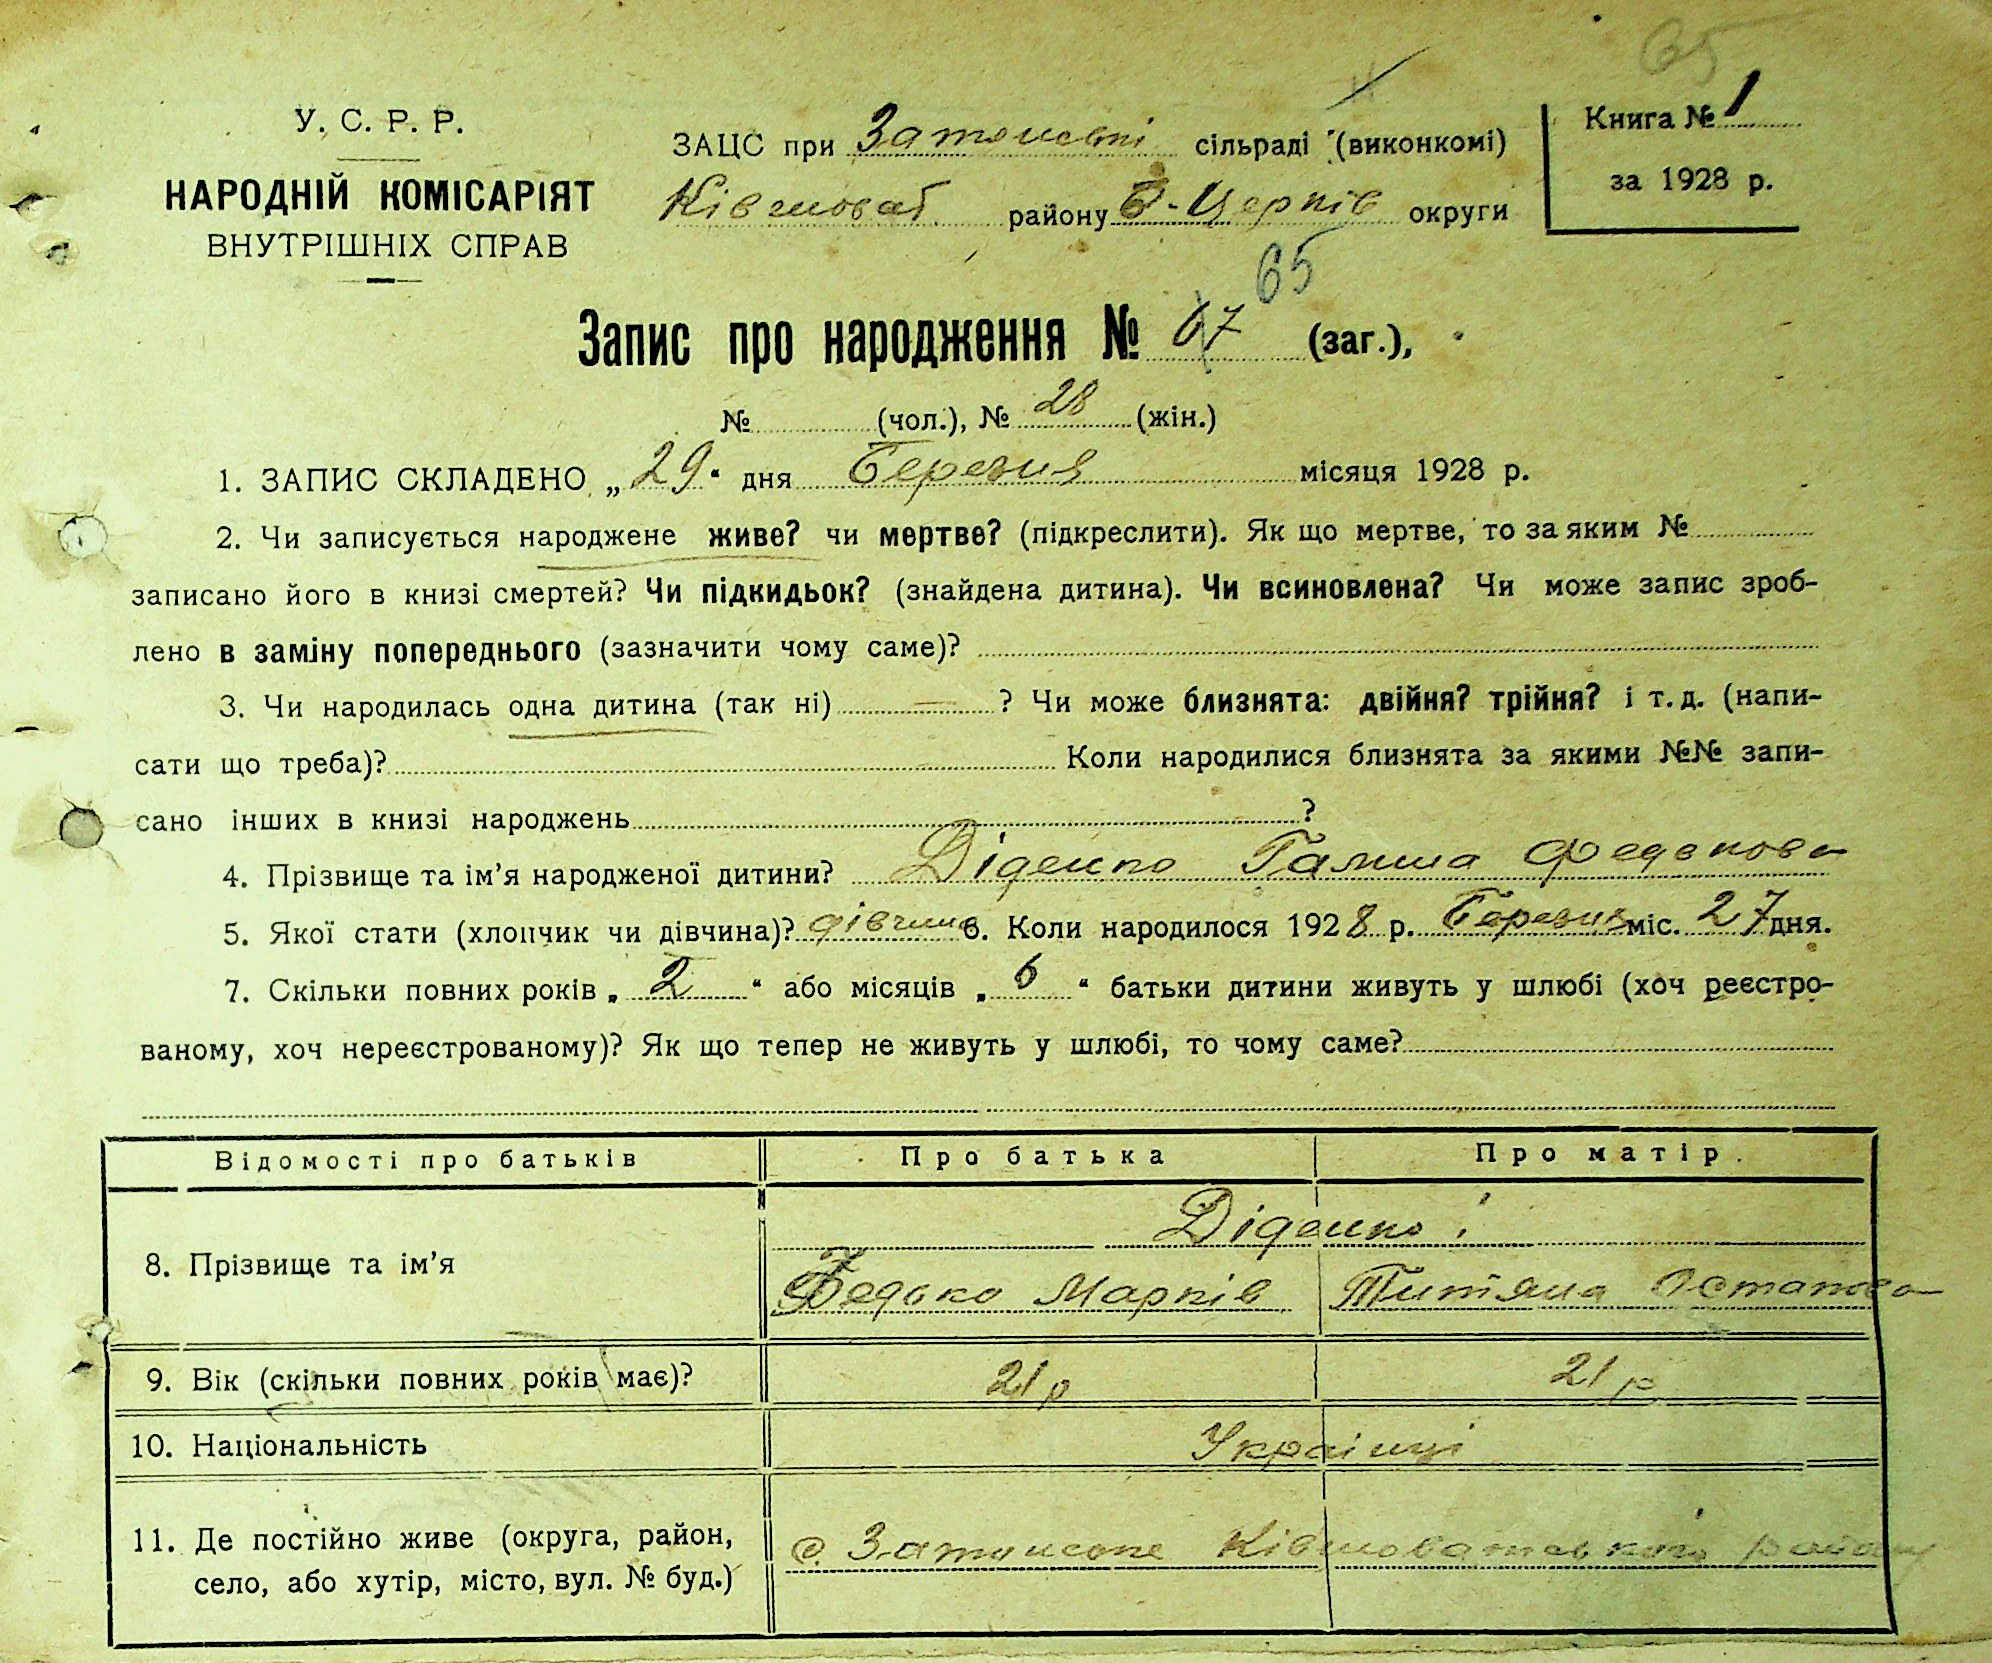 65
У. С. Р. Р.
НАРОДНІЙ КОМІСАРІЯТ
ВНУТРІШНІХ СПРАВ
ЗАЦС при Затонські сільраді (виконкомі)
Ківшоват. району Б-Церків округи
Книга № 1
за 1928 р.
65
Запис про народження № 67 (заг.),
№ (чол.), № 28 (жін.)
1. ЗАПИС СКЛАДЕНО „29“ дня Березня місяця 1928 р.
2. Чи записується народжене живе? чи мертве? (підкреслити). Як що мертве, то за яким №
записано його в книзі смертей? Чи підкидьок? (знайдена дитина). Чи всиновлена? Чи може запис зроб-
лено в заміну попереднього (зазначити чому саме)?
3. Чи народилась одна дитина (так ні) — ? Чи може близнята: двійня? трійня? і т. д. (напи-
сати що треба)? Коли народилися близнята за якими №№ запи-
сано інших в книзі народжень ?
4. Прізвище та ім’я народженої дитини? Діденко Галина Федькова
5. Якої стати (хлопчик чи дівчина)? дівчина 6. Коли народилося 1928 р. Березня міс. 27 дня.
7. Скільки повних років „2“ або місяців „6“ батьки дитини живуть у шлюбі (хоч реєстро-
ваному, хоч нереєстрованому)? Як що тепер не живуть у шлюбі, то чому саме?
Відомості про батьків Про батька Про матір.
8. Прізвище та ім’я Діденко і
Федько Марків Титяна Остапова
9. Вік (скільки повних років має)? 21 р 21 р
10. Національність Українці
11. Де постійно живе (округа, район,
село, або хутір, місто, вул. № буд.)
с. Затонське Ківшоватського району